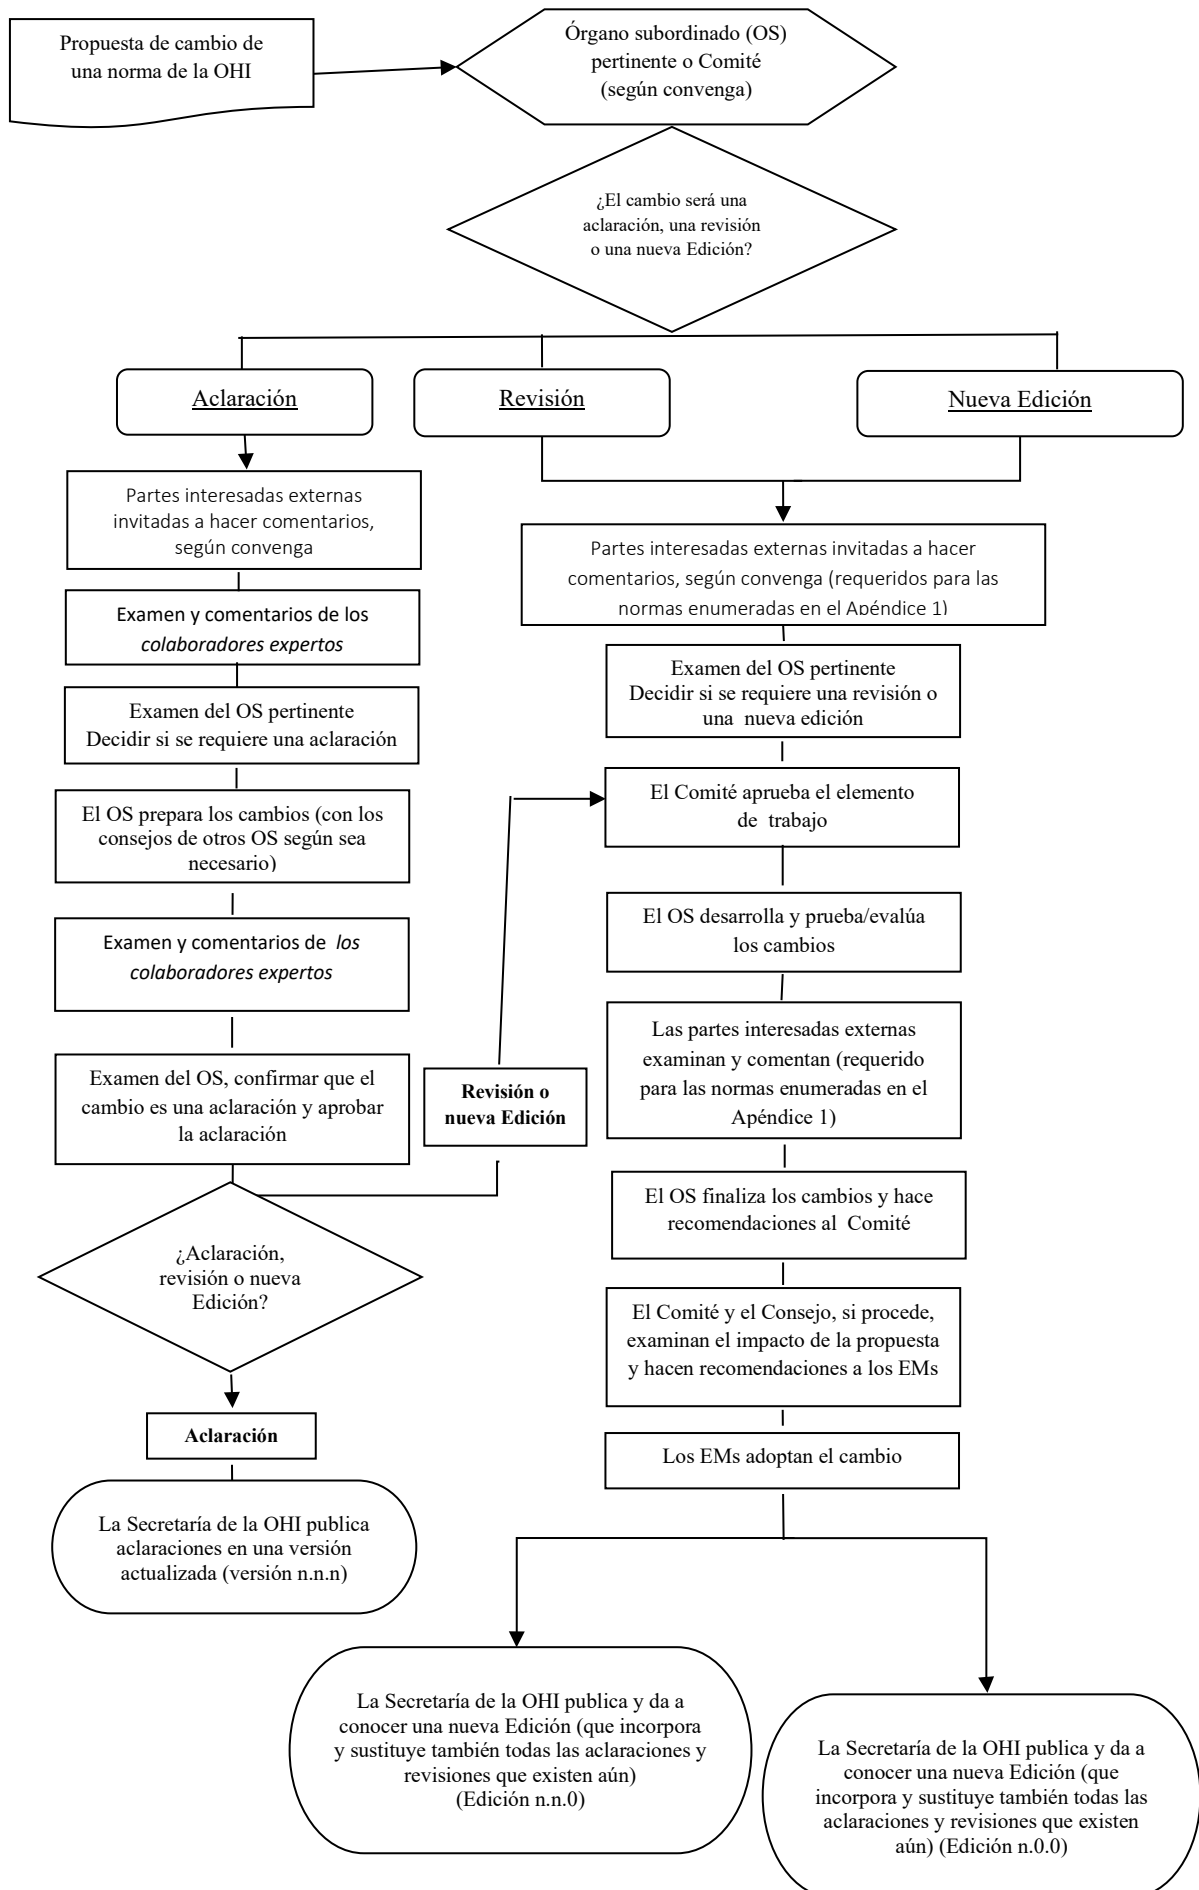 Propuesta de cambio de
una norma de la OHI
Órgano subordinado (OS)
pertinente o Comité
(según convenga)
¿El cambio será una
aclaración, una revisión
o una nueva Edición?
Aclaración
Revisión
Nueva Edición
Partes interesadas externas
invitadas a hacer comentarios,
según convenga
Examen y comentarios de los
colaboradores expertos
Examen del OS pertinente
Decidir si se requiere una aclaración
El OS prepara los cambios (con los
consejos de otros OS según sea
necesario)
Examen y comentarios de los
colaboradores expertos
Examen del OS, confirmar que el
cambio es una aclaración y aprobar
la aclaración
¿Aclaración,
revisión o nueva
Edición?
Aclaración
La Secretaría de la OHI publica
aclaraciones en una versión
actualizada (versión n.n.n)
Revisión o
nueva Edición
Partes interesadas externas invitadas a hacer
comentarios, según convenga (requeridos para las
normas enumeradas en el Apéndice 1)
Examen del OS pertinente
Decidir si se requiere una revisión o
una nueva edición
El Comité aprueba el elemento
de trabajo
El OS desarrolla y prueba/evalúa
los cambios
Las partes interesadas externas
examinan y comentan (requerido
para las normas enumeradas en el
Apéndice 1)
El OS finaliza los cambios y hace
recomendaciones al Comité
El Comité y el Consejo, si procede,
examinan el impacto de la propuesta
y hacen recomendaciones a los EMs
Los EMs adoptan el cambio
La Secretaría de la OHI publica y da a
conocer una nueva Edición (que incorpora
y sustituye también todas las aclaraciones y
revisiones que existen aún)
(Edición n.n.0)
La Secretaría de la OHI publica y da a
conocer una nueva Edición (que
incorpora y sustituye también todas las
aclaraciones y revisiones que existen
aún) (Edición n.0.0)